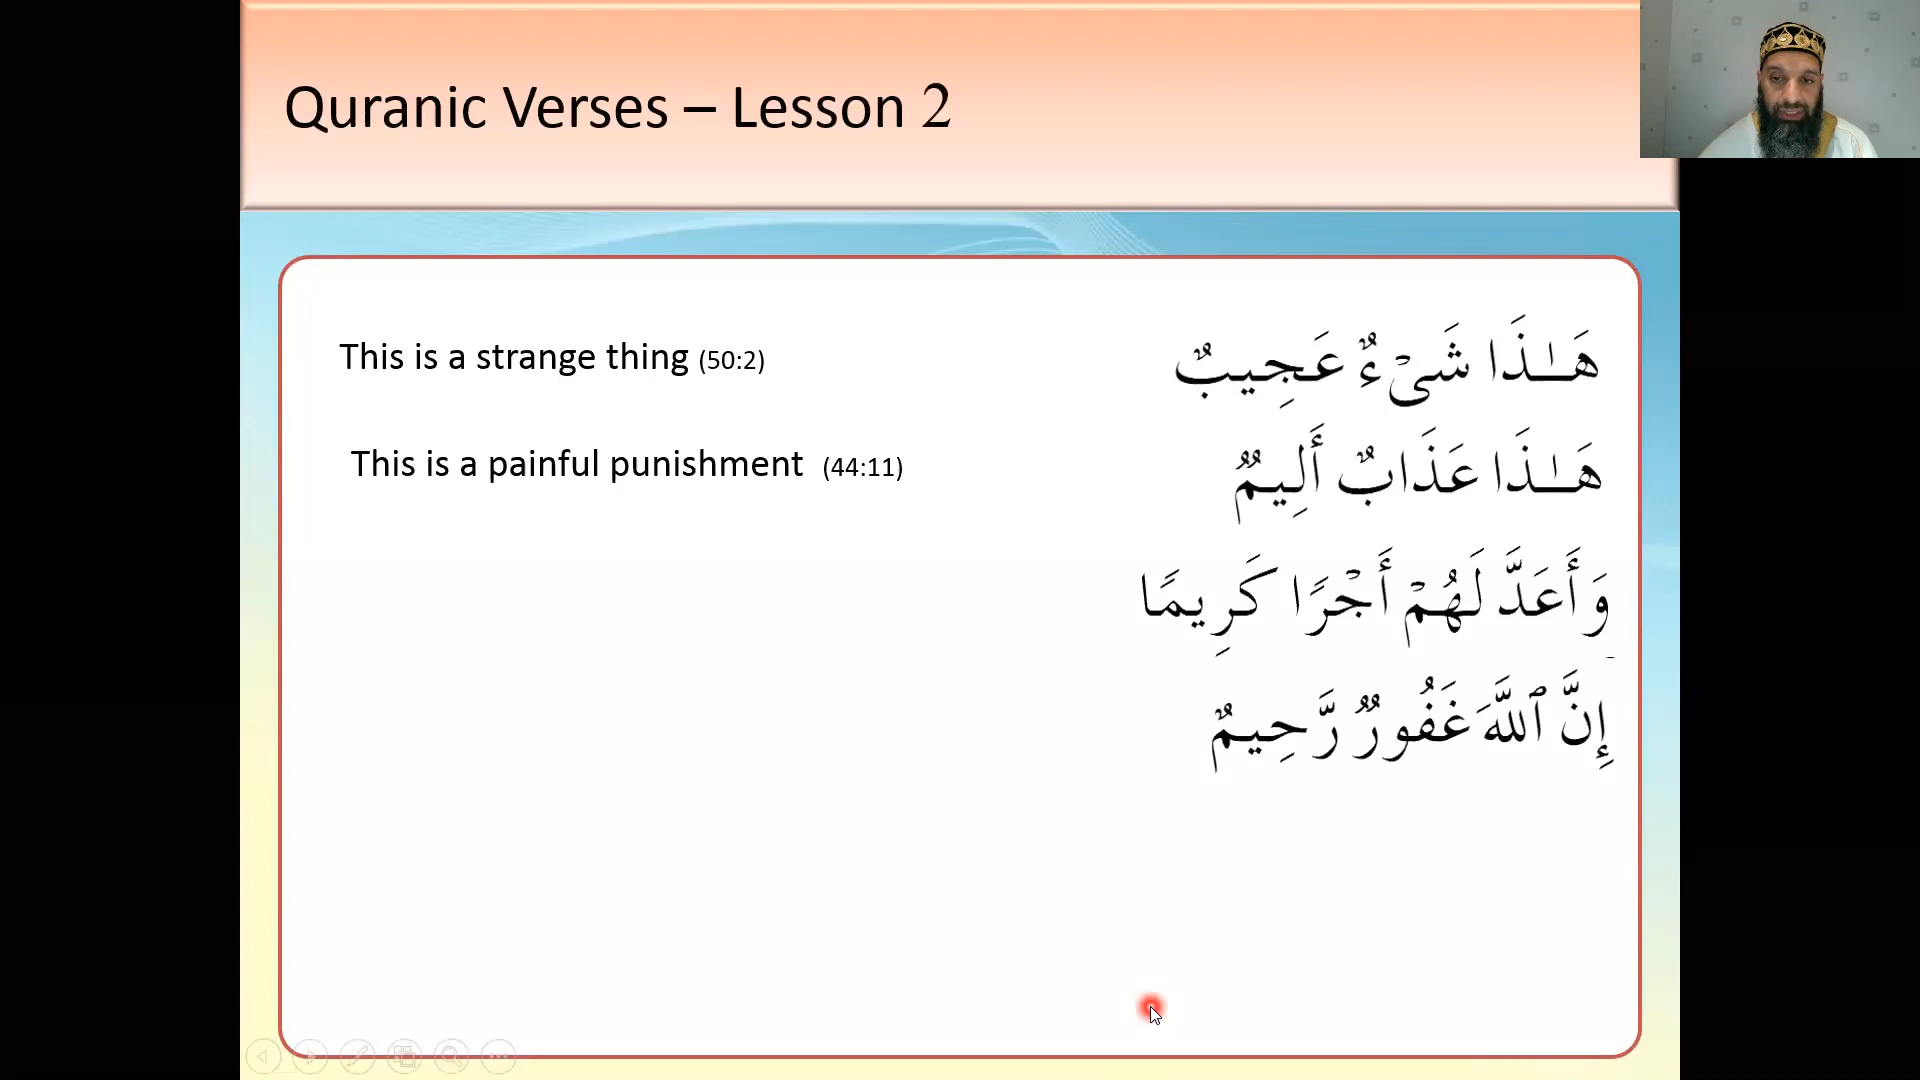 Quranic Verses – Lesson 2
This is a strange thing (50:2)
هَـٰذَا شَىْءٌ عَجِيبٌ
This is a painful punishment (44:11)
هَـٰذَا عَذَابٌ أَلِيمٌ
وَأَعَدَّ لَهُمْ أَجْرًا كَرِيمًا
إِنَّ ٱللَّهَ غَفُورٌ رَّحِيمٌ